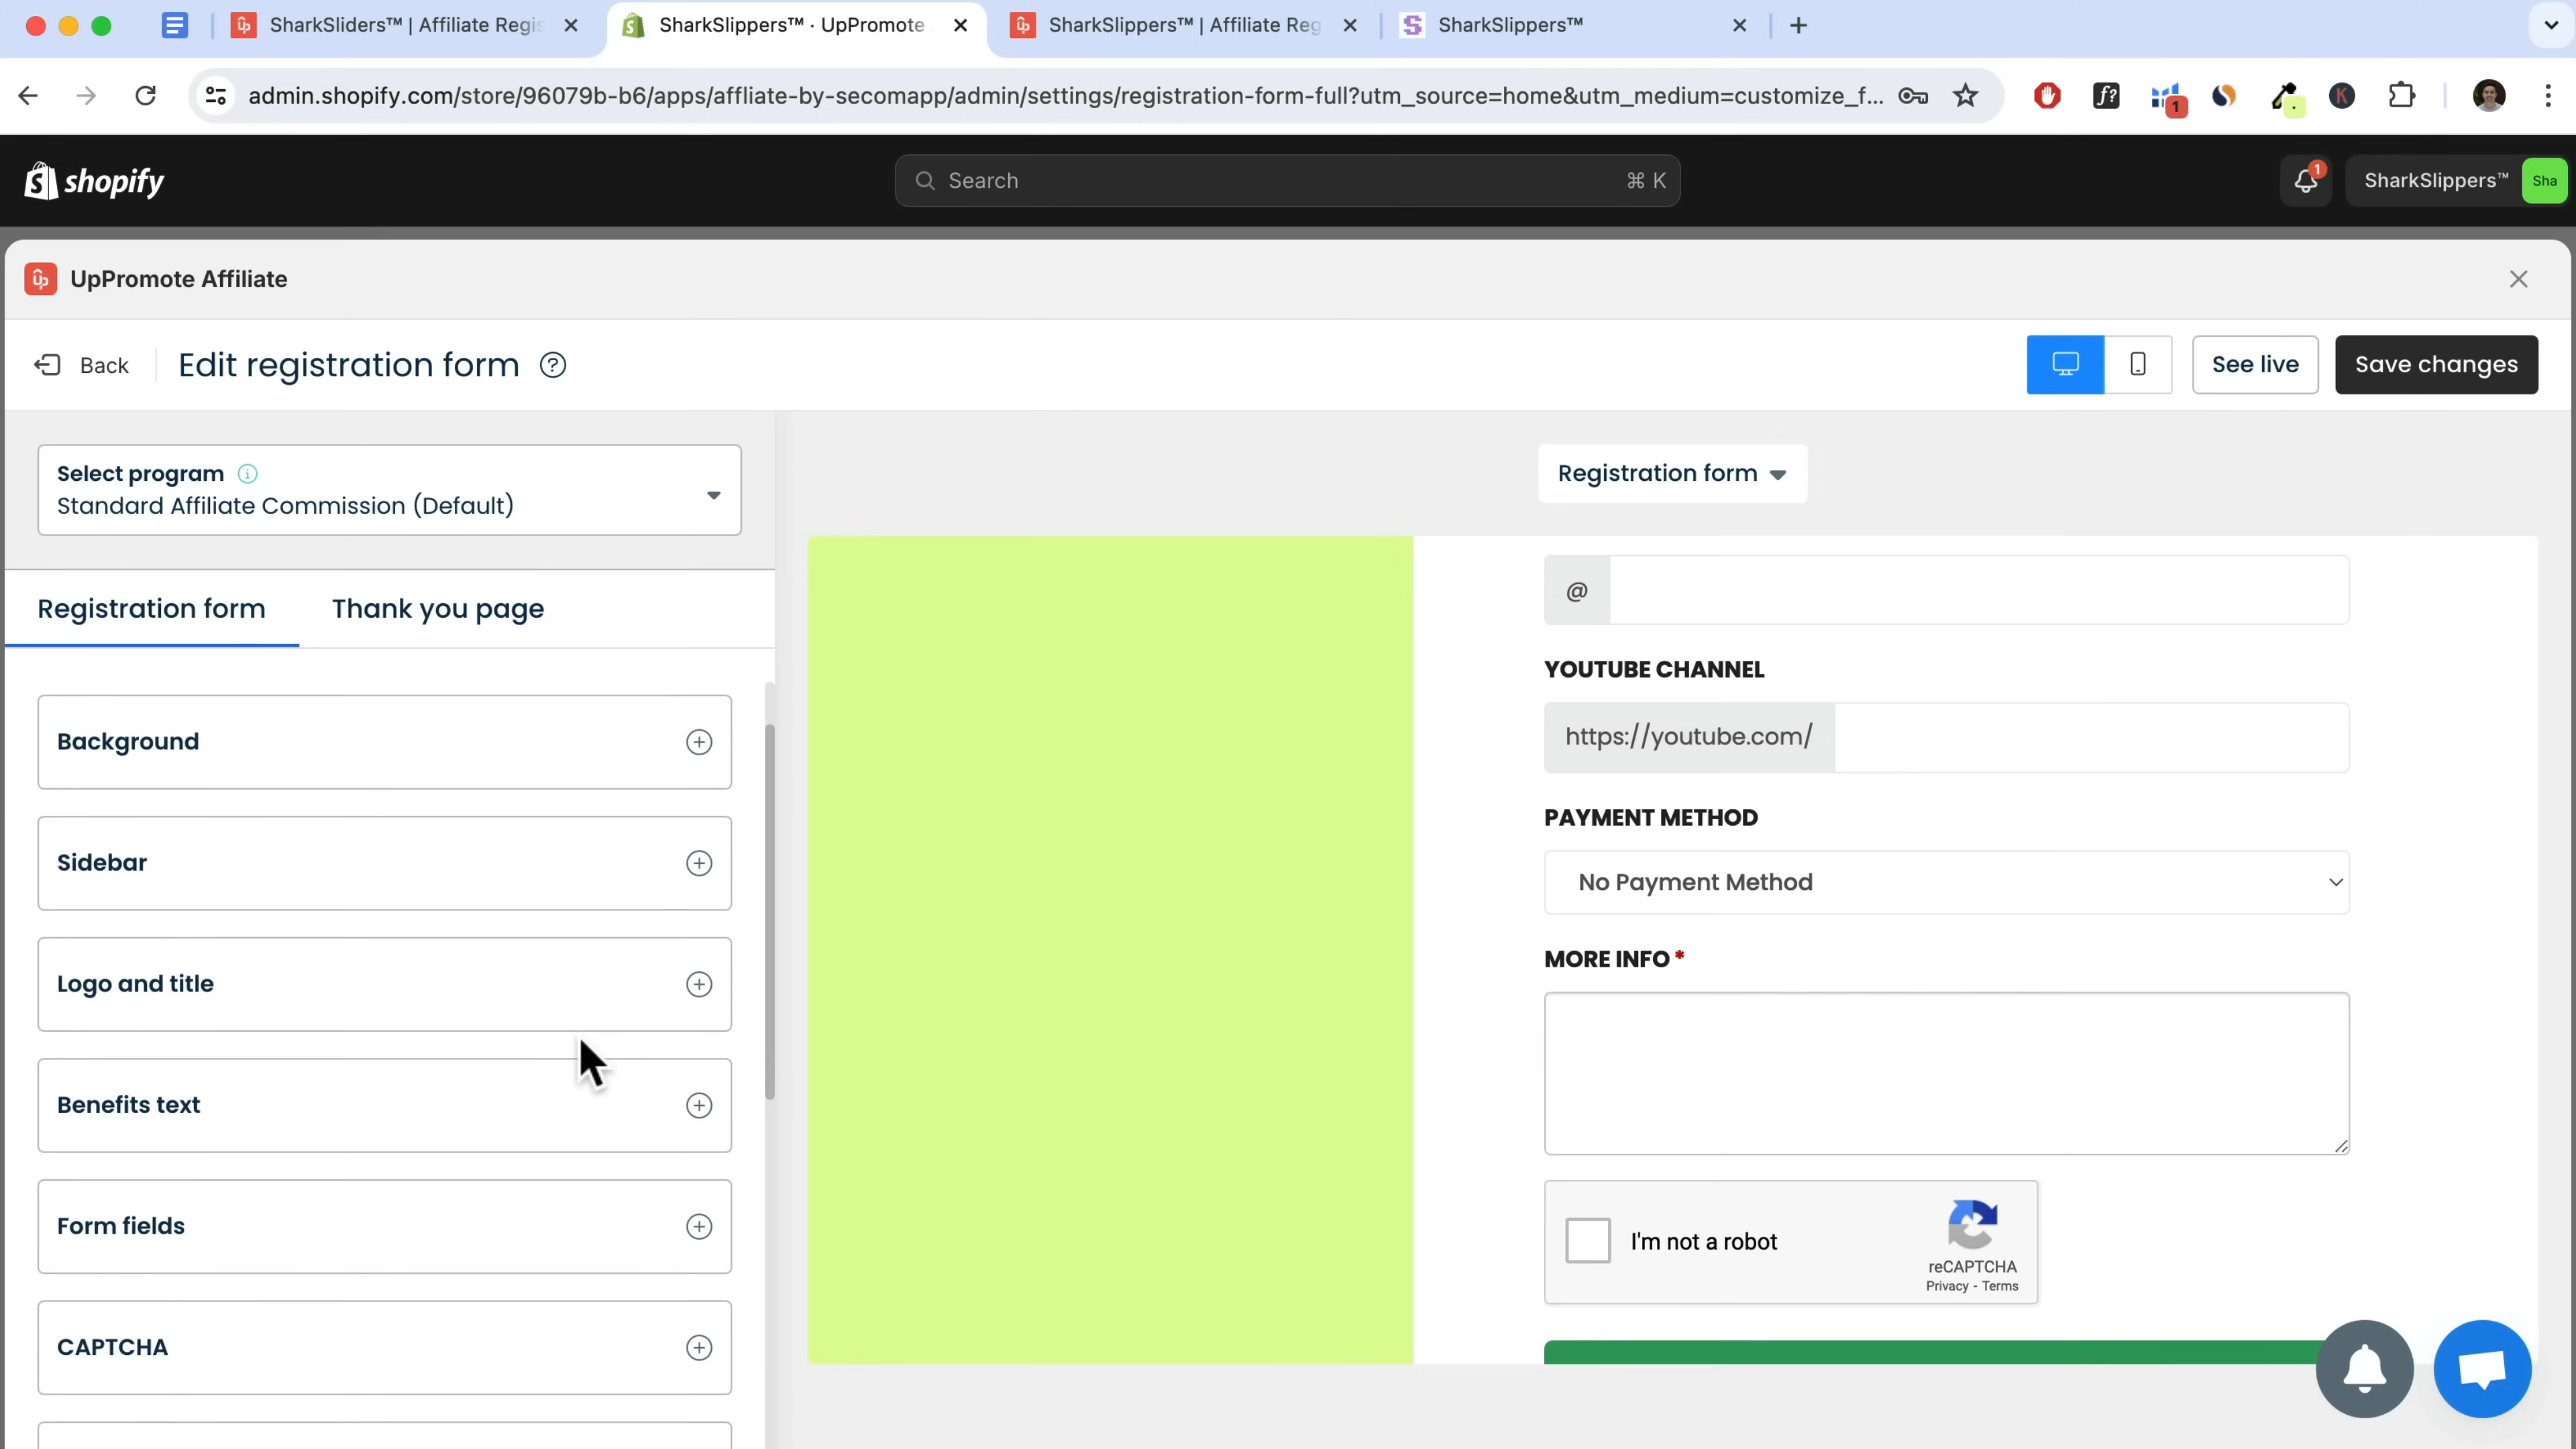 SharkSliders™ | Affiliate Regis
SharkSlippers™ · UpPromote
SharkSlippers™ | Affiliate Reg
SharkSlippers™
admin.shopify.com/store/96079b-b6/apps/affliate-by-secomapp/admin/settings/registration-form-full?utm_source=home&utm_medium=customize_f...
f?
1
K
shopify
Search
⌘ K
1
SharkSlippers™
Sha
UpPromote Affiliate
Back
Edit registration form
See live
Save changes
Select program
Standard Affiliate Commission (Default)
Registration form
Registration form
Thank you page
@
YOUTUBE CHANNEL
Background
https://youtube.com/
PAYMENT METHOD
Sidebar
No Payment Method
MORE INFO *
Logo and title
Benefits text
Form fields
I'm not a robot
reCAPTCHA
Privacy - Terms
CAPTCHA